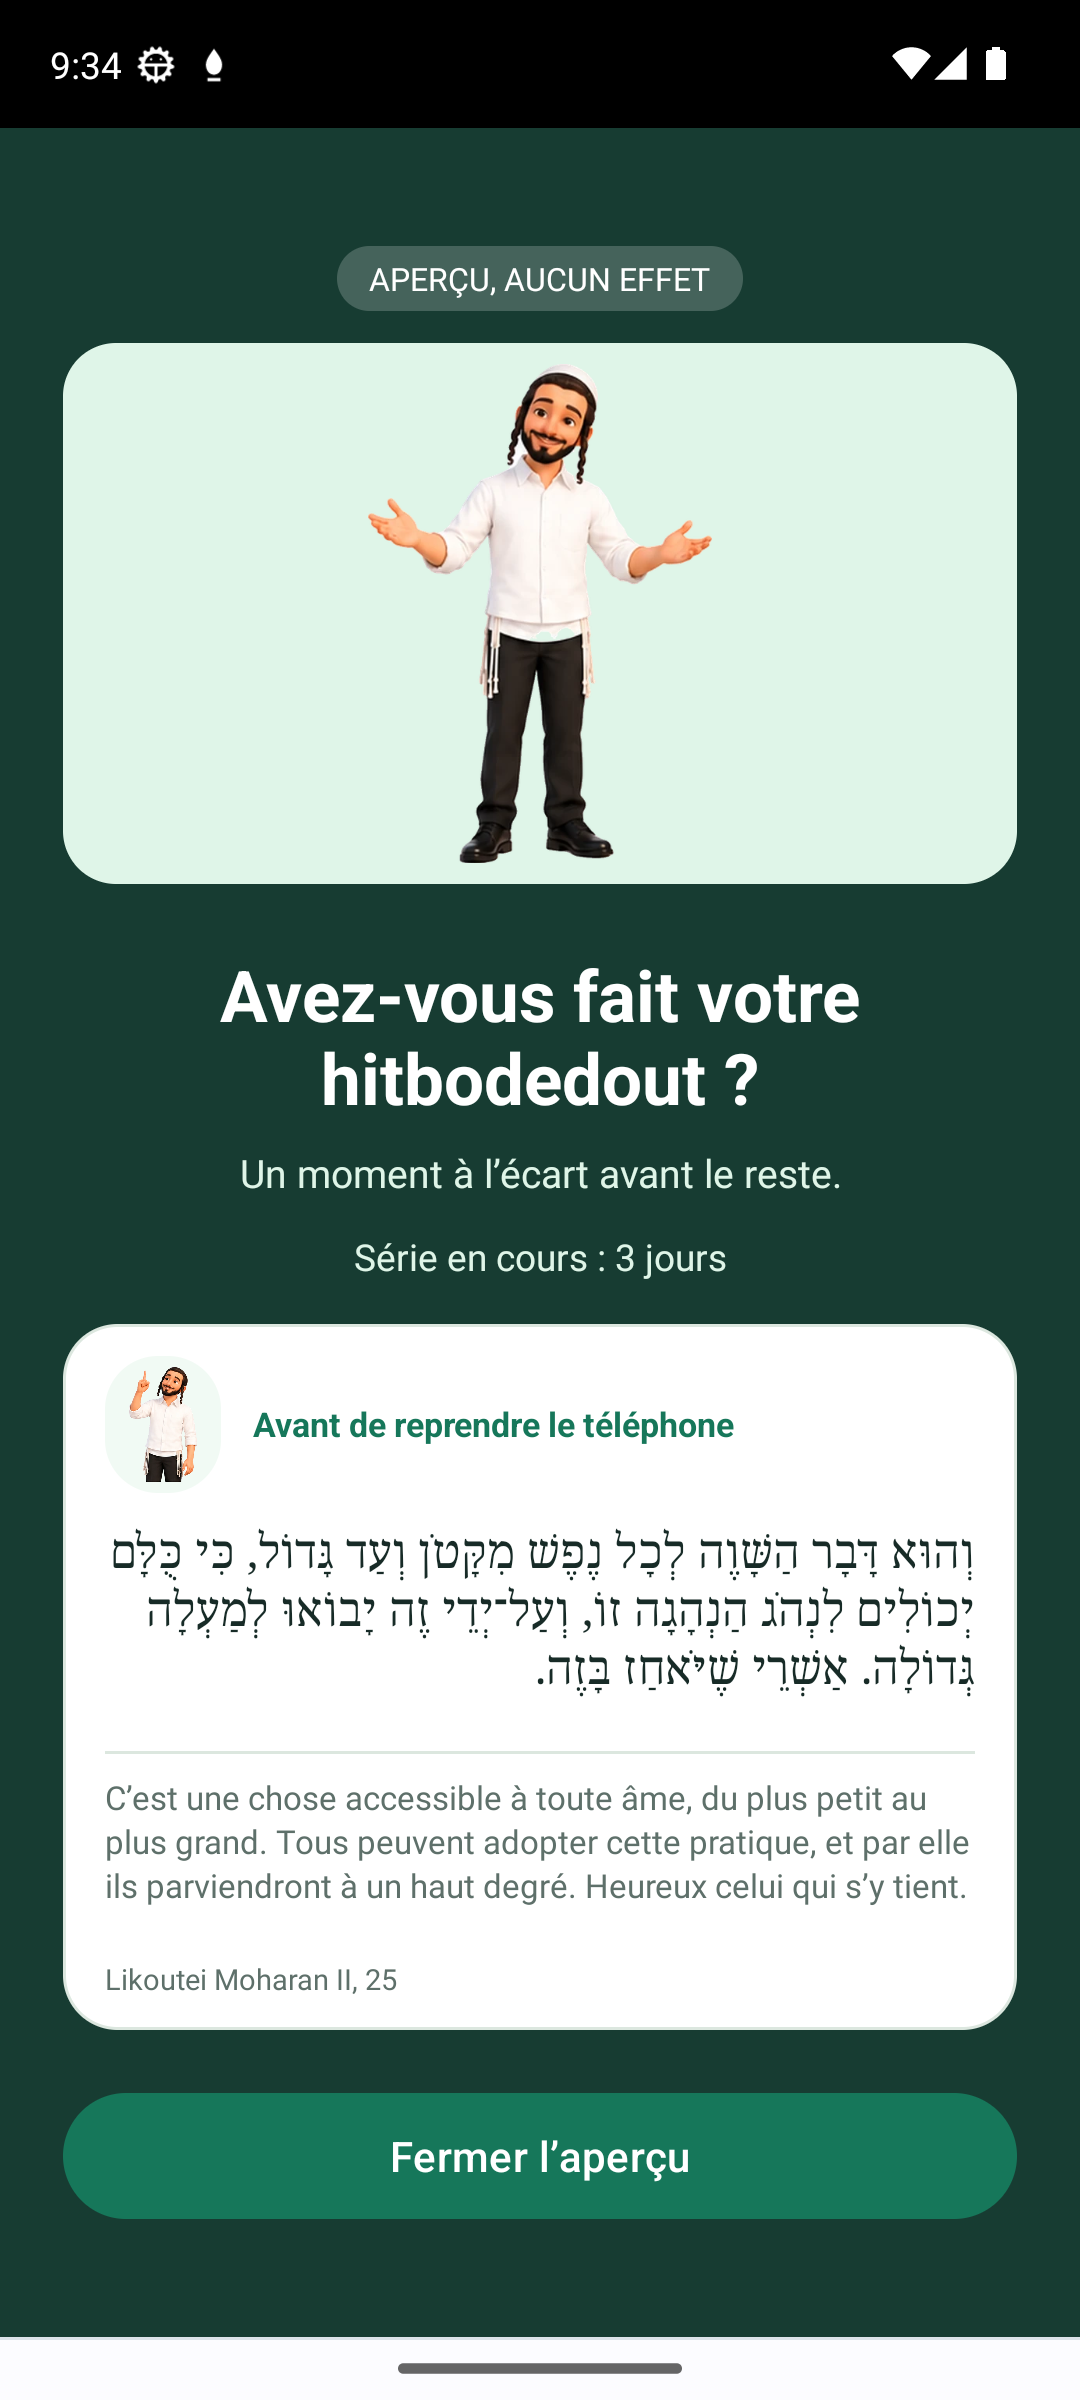 9:34
APERÇU, AUCUN EFFET
Avez-vous fait votre
hitbodedout ?
Un moment à l’écart avant le reste.
Série en cours : 3 jours
Avant de reprendre le téléphone
וְהוּא דָּבָר הַשָּׁוֶה לְכָל נֶפֶשׁ מִקָּטֹן וְעַד גָּדוֹל, כִּי כֻּלָּם
יְכוֹלִים לִנְהֹג הַנְהָגָה זוֹ, וְעַל־יְדֵי זֶה יָבוֹאוּ לְמַעְלָה
גְּדוֹלָה. אַשְׁרֵי שֶׁיֹּאחַז בָּזֶה.
C’est une chose accessible à toute âme, du plus petit au
plus grand. Tous peuvent adopter cette pratique, et par elle
ils parviendront à un haut degré. Heureux celui qui s’y tient.
Likoutei Moharan II, 25
Fermer l’aperçu